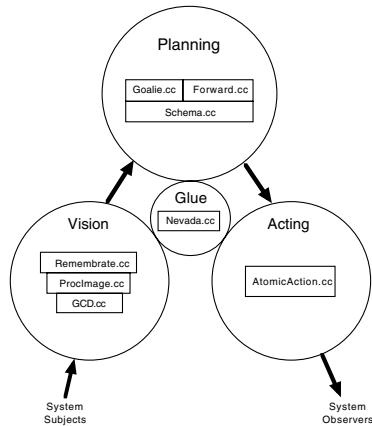 Planning
Goalie.cc Forward.cc
Schema.cc
Glue
Nevada.cc
Vision
Remembrate.cc
ProcImage.cc
GCD.cc
Acting
AtomicAction.cc
System
Subjects
System
Observers